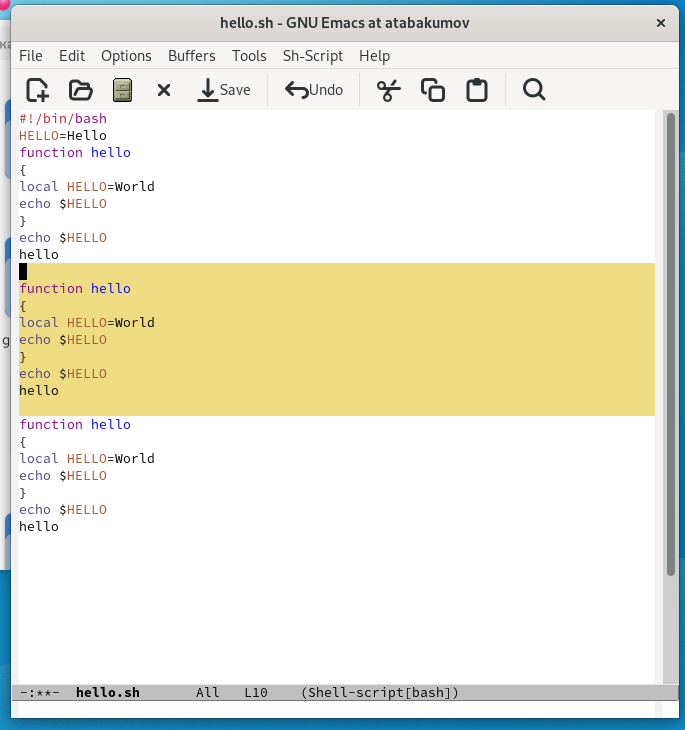 hello.sh - GNU Emacs at atabakumov
File Edit Options Buffers Tools Sh-Script Help
Save Undo
#!/bin/bash
HELLO=Hello
function hello
{
local HELLO=World
echo $HELLO
}
echo $HELLO
hello
function hello
{
local HELLO=World
echo $HELLO
}
echo $HELLO
hello
function hello
{
local HELLO=World
echo $HELLO
}
echo $HELLO
hello
-:**- hello.sh All L10 (Shell-script[bash])